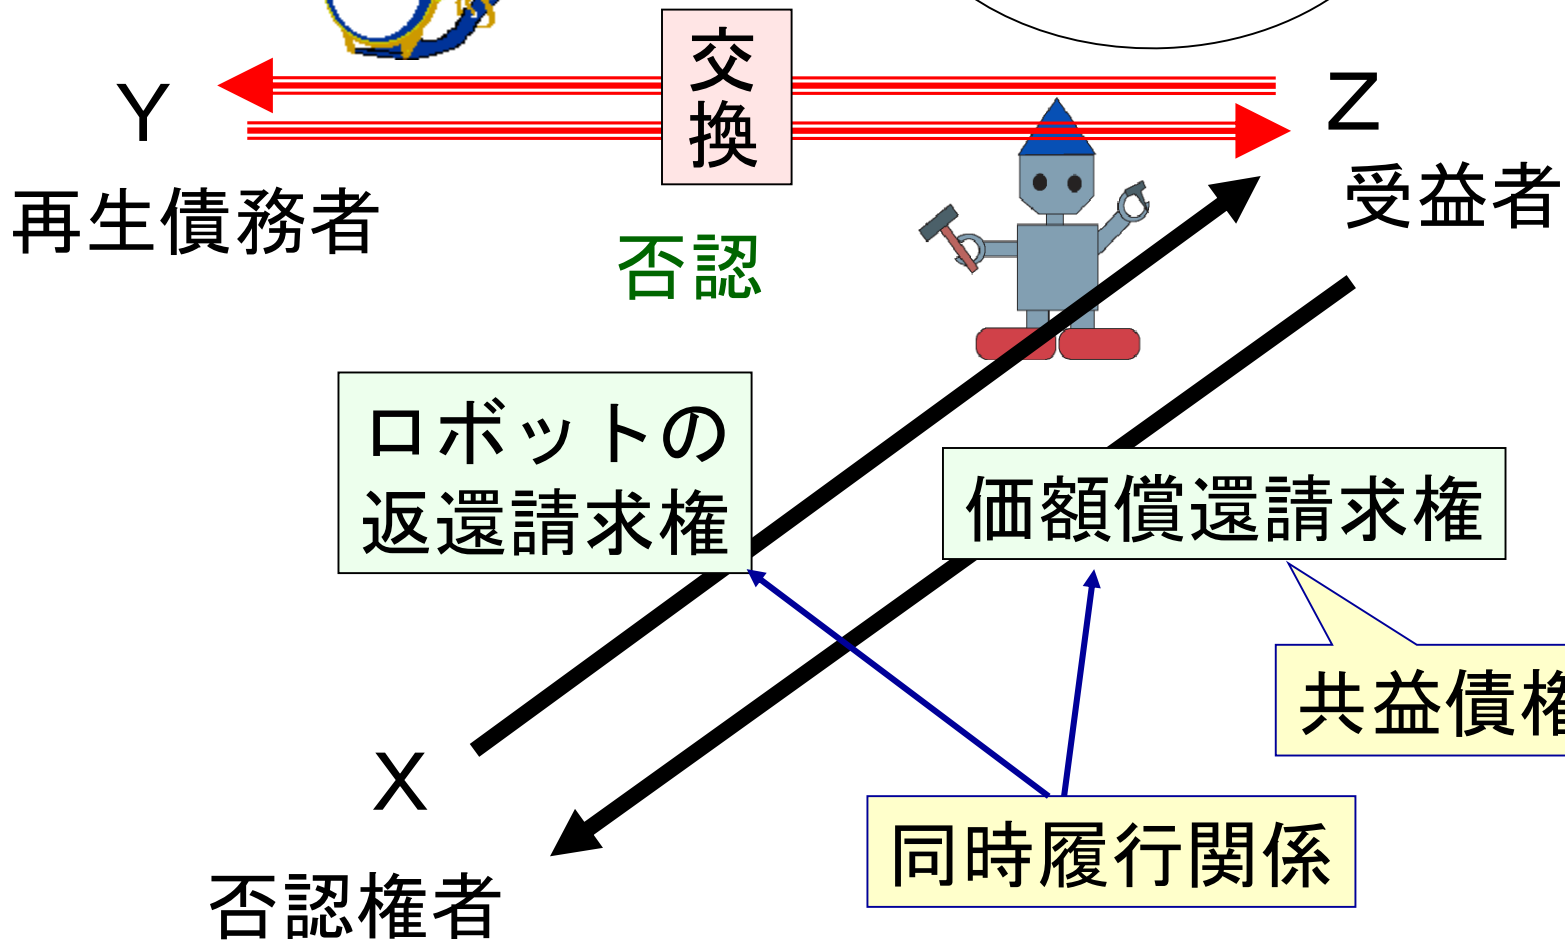 交
換
Y
Z
再生債務者
受益者
否認
ロボットの
返還請求権
価額償還請求権
共益債権
X
同時履行関係
否認権者